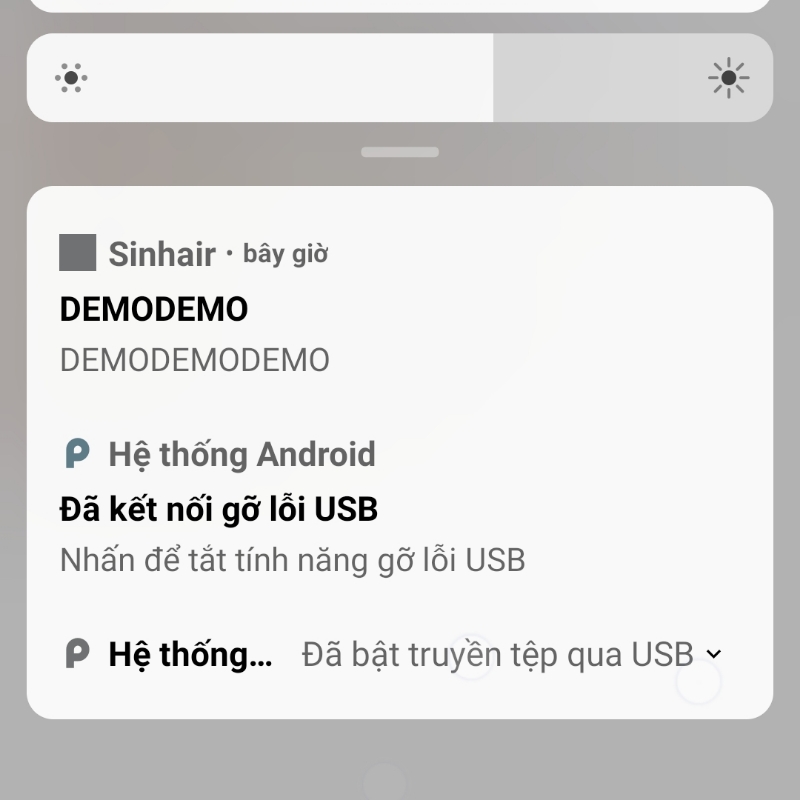 Sinhair · bây giờ
DEMODEMO
DEMODEMODEMO
Hệ thống Android
Đã kết nối gỡ lỗi USB
Nhấn để tắt tính năng gỡ lỗi USB
Hệ thống... Đã bật truyền tệp qua USB